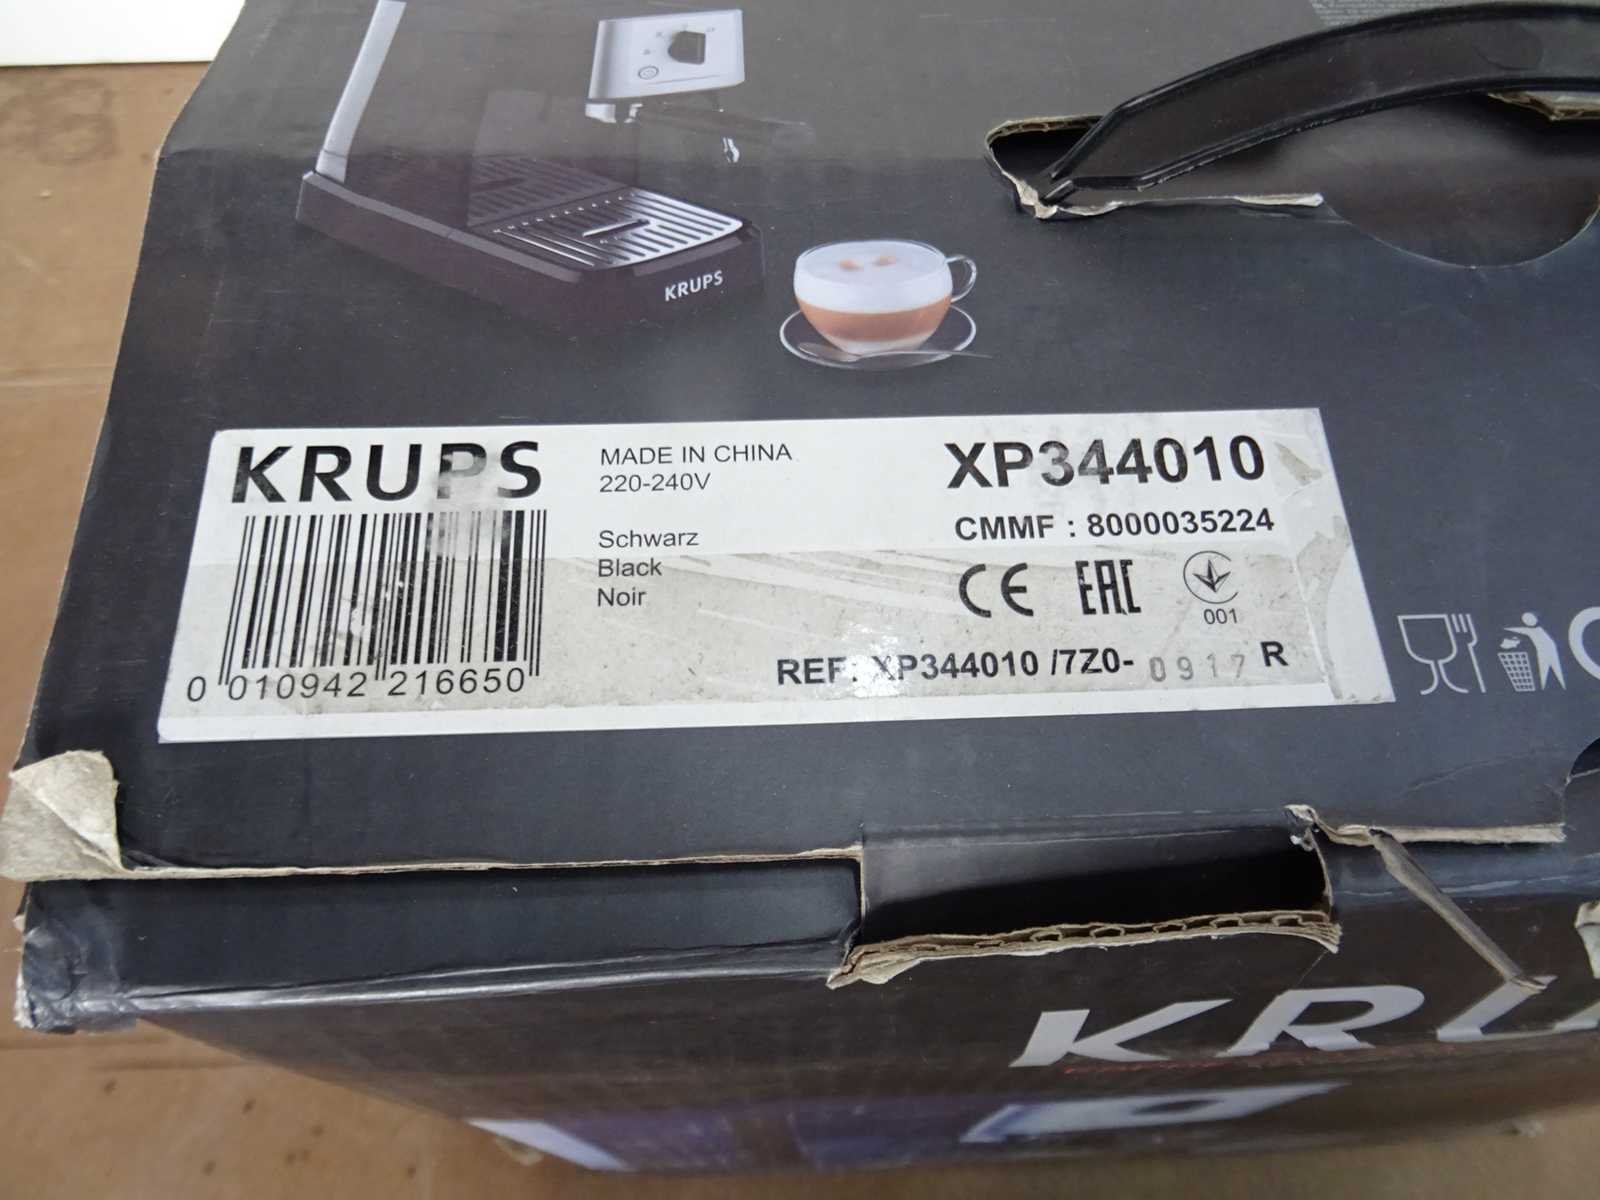 KRUPS
KRUPS
MADE IN CHINA
220-240V
XP344010
CMMF : 8000035224
Schwarz
Black
Noir
CE
EAC
001
0 010942 216650
REF: XP344010 /7Z0- 0917 R
KRU